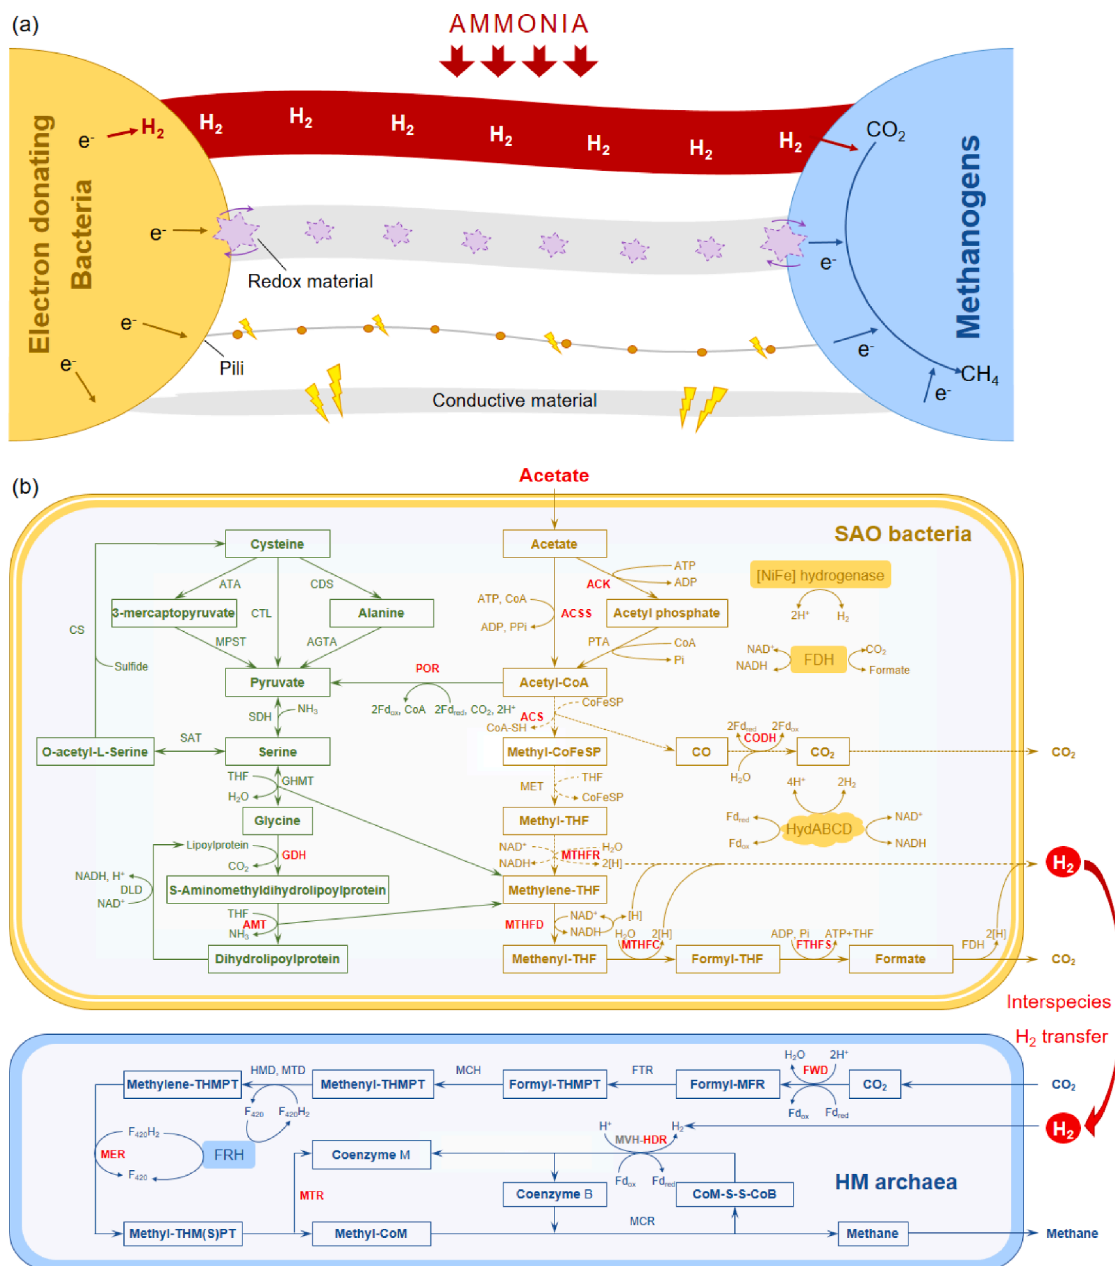 (a)
AMMONIA
Electron donating
Bacteria
Methanogens
e-
H2
H2
H2
H2
H2
H2
H2
H2
CO2
e-
e-
Redox material
e-
Pili
e-
e-
CH4
e-
Conductive material
(b)
Acetate
SAO bacteria
Cysteine
Acetate
ATA
CDS
ACK
ATP
ADP
[NiFe] hydrogenase
3-mercaptopyruvate
CTL
Alanine
ATP, CoA
ACSS
Acetyl phosphate
2H+
H2
CS
ADP, PPi
MPST
AGTA
PTA
CoA
Pi
NAD+
NADH
FDH
CO2
Formate
Sulfide
POR
Pyruvate
Acetyl-CoA
2Fdox, CoA
2Fdred, CO2, 2H+
SDH
NH3
ACS
CoFeSP
CoA-SH
2Fdred
2Fdox
CODH
O-acetyl-L-Serine
SAT
Serine
Methyl-CoFeSP
CO
CO2
CO2
H2O
THF
GHMT
H2O
MET
THF
CoFeSP
4H+
2H2
Glycine
Methyl-THF
Fdred
Fdox
HydABCD
NAD+
NADH
Lipoylprotein
GDH
CO2
NAD+
NADH
MTHFR
H2O
2[H]
H2
NADH, H+
DLD
NAD+
S-Aminomethyldihydrolipoylprotein
Methylene-THF
THF
AMT
NH3
MTHFD
NAD+
NADH
[H]
H2O
2[H]
MTHFC
ADP, Pi
ATP+THF
FTHFS
FDH
2[H]
Dihydrolipoylprotein
Methenyl-THF
Formyl-THF
Formate
CO2
Interspecies
H2 transfer
H2O
2H+
FWD
HMD, MTD
MCH
FTR
Methylene-THMPT
Methenyl-THMPT
Formyl-THMPT
Formyl-MFR
CO2
CO2
F420
F420H2
Fdox
Fdred
F420H2
MER
F420
FRH
H+
H2
MVH-HDR
H2
Coenzyme M
Fdox
Fdred
MTR
Coenzyme B
CoM-S-S-CoB
HM archaea
MCR
Methyl-THM(S)PT
Methyl-CoM
Methane
Methane